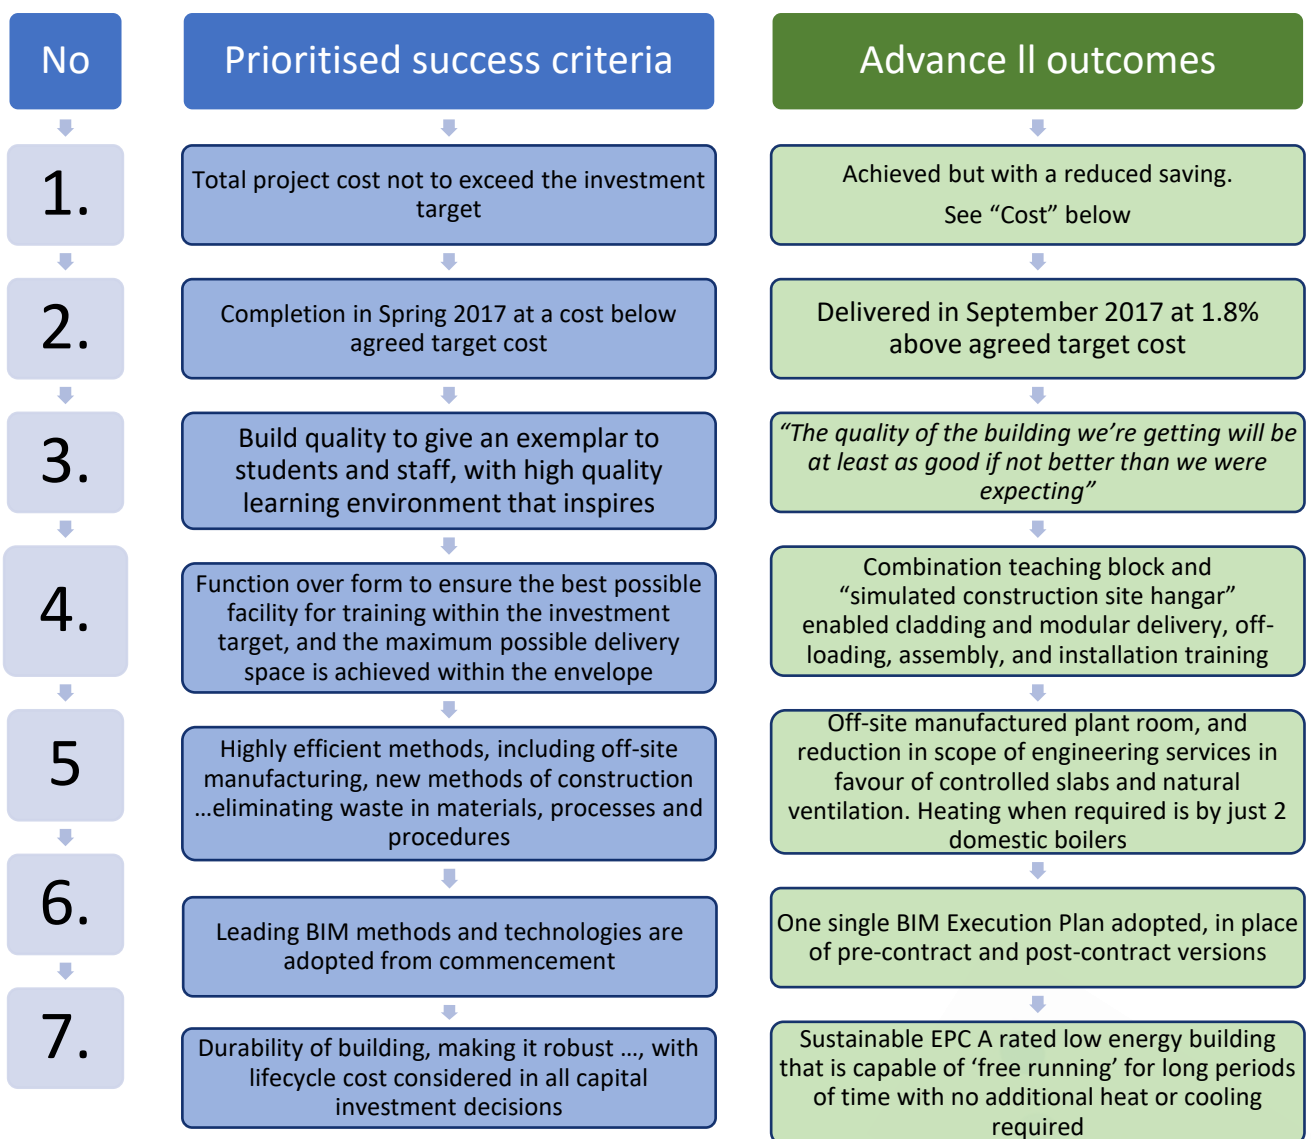 No
Prioritised success criteria
Advance ll outcomes
1.
Total project cost not to exceed the investment
target
Achieved but with a reduced saving.
See “Cost” below
2.
Completion in Spring 2017 at a cost below
agreed target cost
Delivered in September 2017 at 1.8%
above agreed target cost
3.
Build quality to give an exemplar to
students and staff, with high quality
learning environment that inspires
“The quality of the building we’re getting will be
at least as good if not better than we were
expecting”
4.
Function over form to ensure the best possible
facility for training within the investment
target, and the maximum possible delivery
space is achieved within the envelope
Combination teaching block and
“simulated construction site hangar”
enabled cladding and modular delivery, off-
loading, assembly, and installation training
5
Highly efficient methods, including off-site
manufacturing, new methods of construction
…eliminating waste in materials, processes and
procedures
Off-site manufactured plant room, and
reduction in scope of engineering services in
favour of controlled slabs and natural
ventilation. Heating when required is by just 2
domestic boilers
6.
Leading BIM methods and technologies are
adopted from commencement
One single BIM Execution Plan adopted, in place
of pre-contract and post-contract versions
7.
Durability of building, making it robust …, with
lifecycle cost considered in all capital
investment decisions
Sustainable EPC A rated low energy building
that is capable of ‘free running’ for long periods
of time with no additional heat or cooling
required